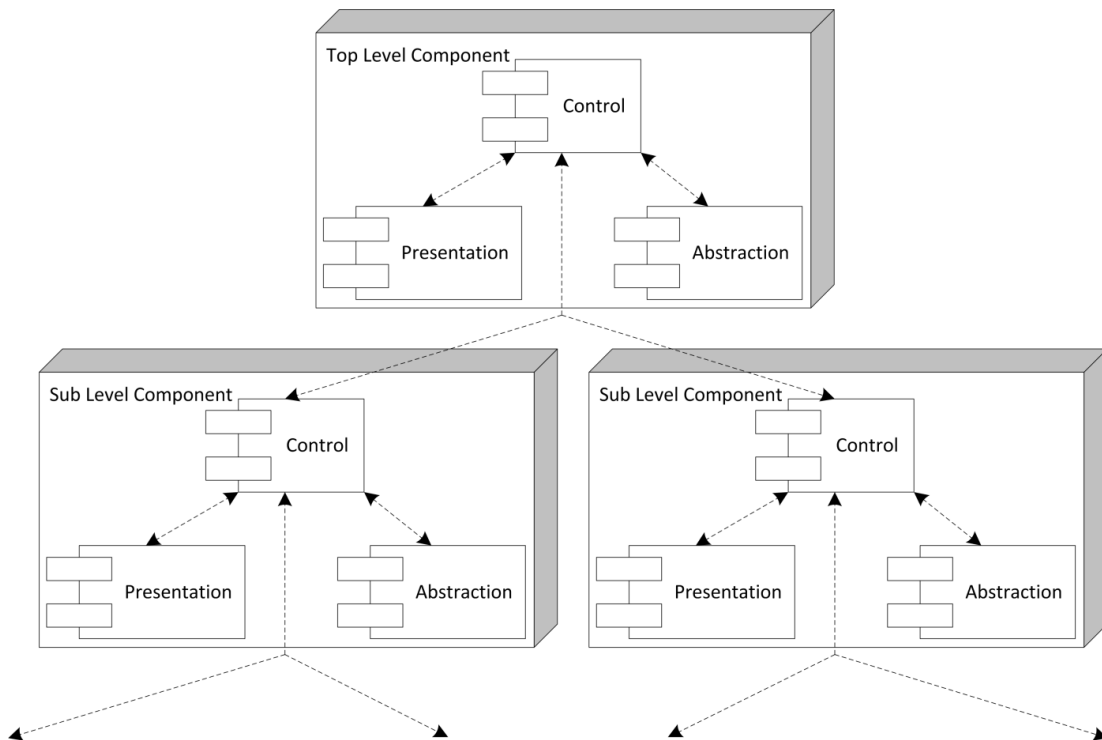 Top Level Component
Control
Presentation
Abstraction
Sub Level Component
Control
Presentation
Abstraction
Sub Level Component
Control
Presentation
Abstraction